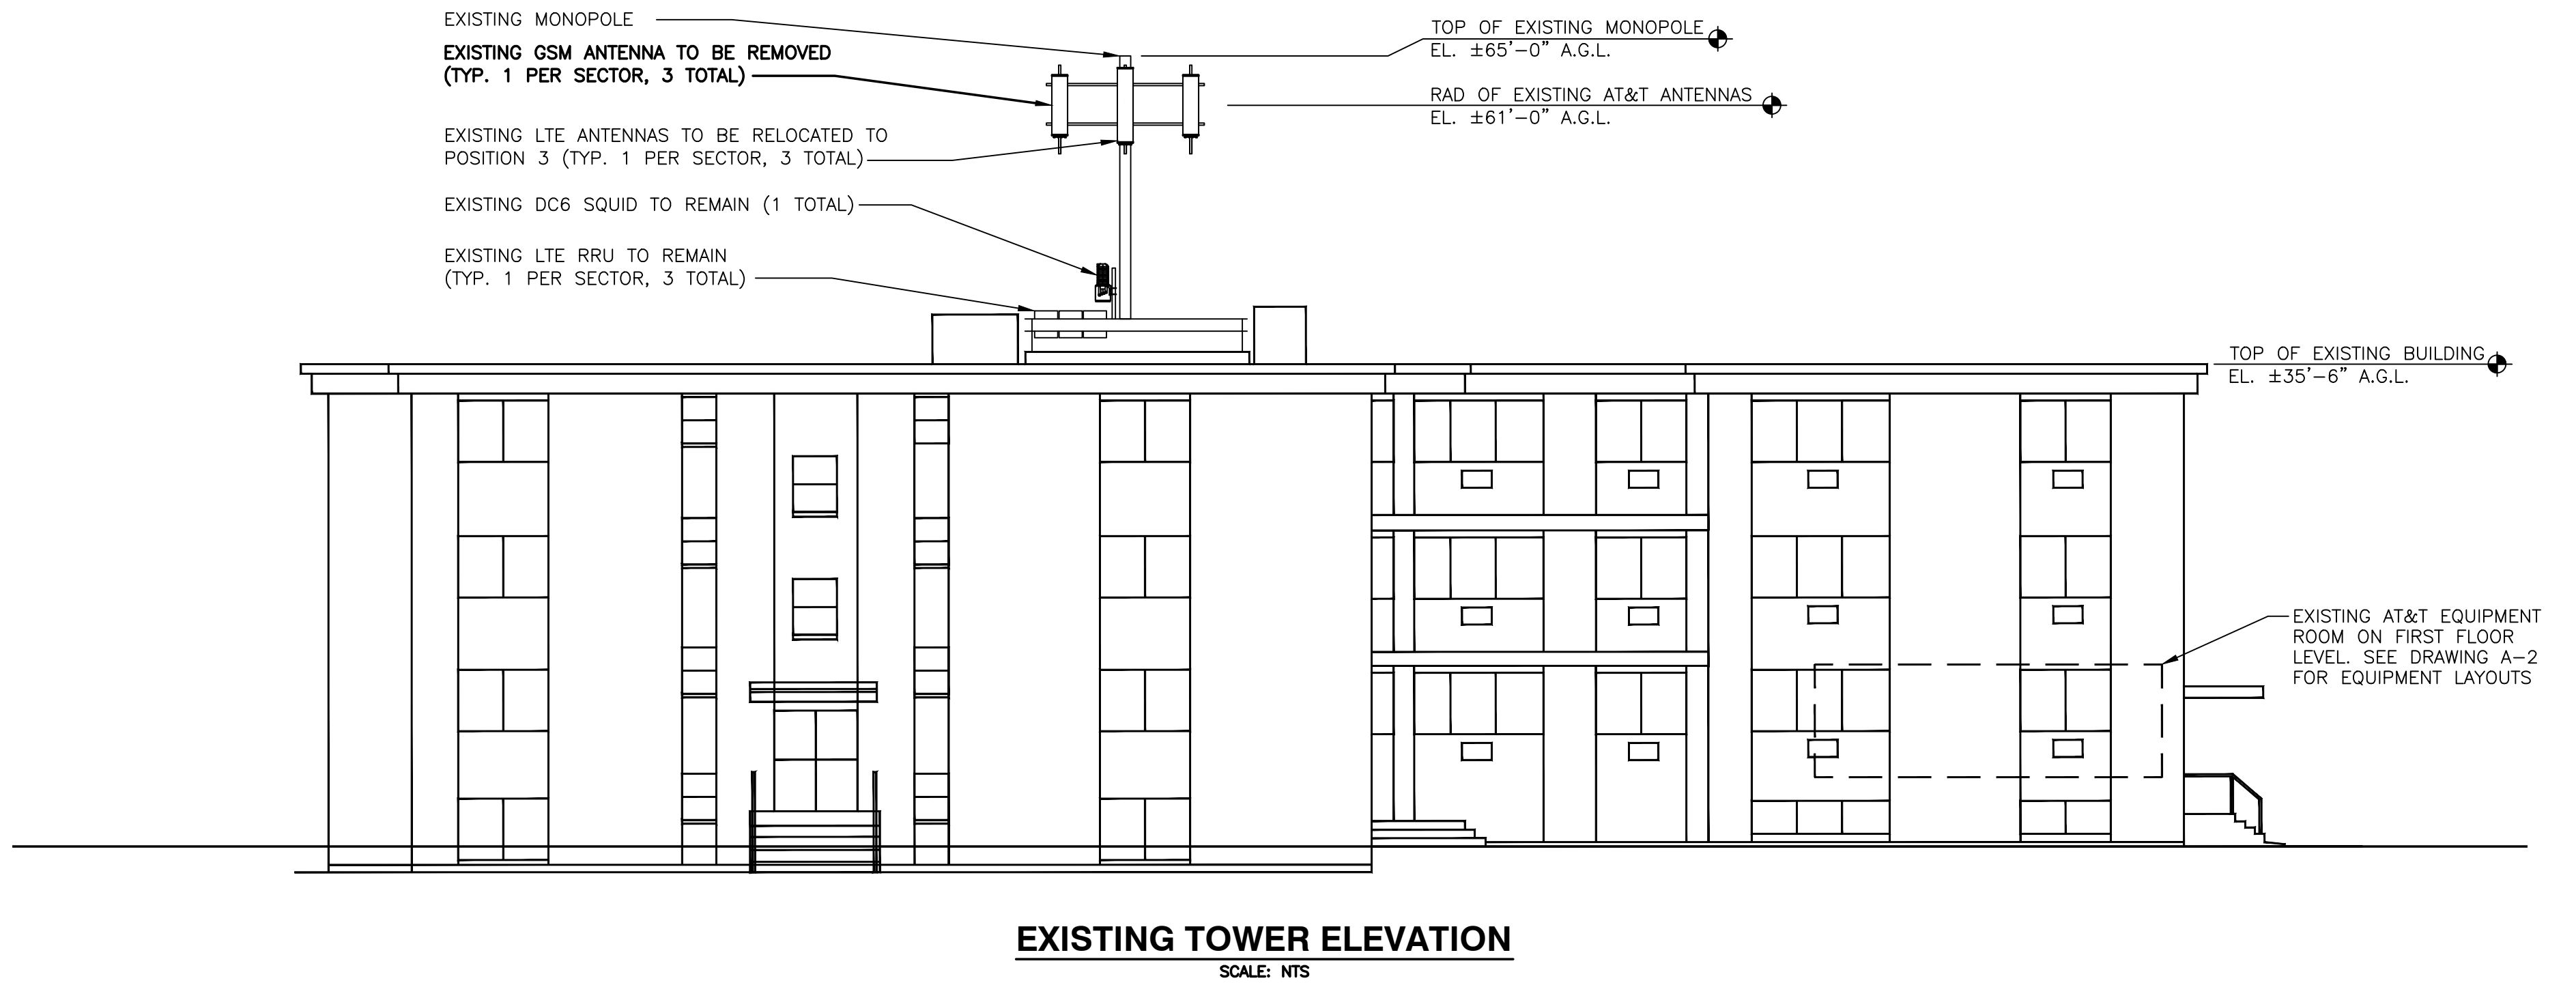 EXISTING MONOPOLE
EXISTING GSM ANTENNA TO BE REMOVED
(TYP. 1 PER SECTOR, 3 TOTAL)
EXISTING LTE ANTENNAS TO BE RELOCATED TO
POSITION 3 (TYP. 1 PER SECTOR, 3 TOTAL)
EXISTING DC6 SQUID TO REMAIN (1 TOTAL)
EXISTING LTE RRU TO REMAIN
(TYP. 1 PER SECTOR, 3 TOTAL)
TOP OF EXISTING MONOPOLE
EL. ±65'-0" A.G.L.
RAD OF EXISTING AT&T ANTENNAS
EL. ±61'-0" A.G.L.
TOP OF EXISTING BUILDING
EL. ±35'-6" A.G.L.
EXISTING AT&T EQUIPMENT
ROOM ON FIRST FLOOR
LEVEL. SEE DRAWING A-2
FOR EQUIPMENT LAYOUTS
EXISTING TOWER ELEVATION
SCALE: NTS